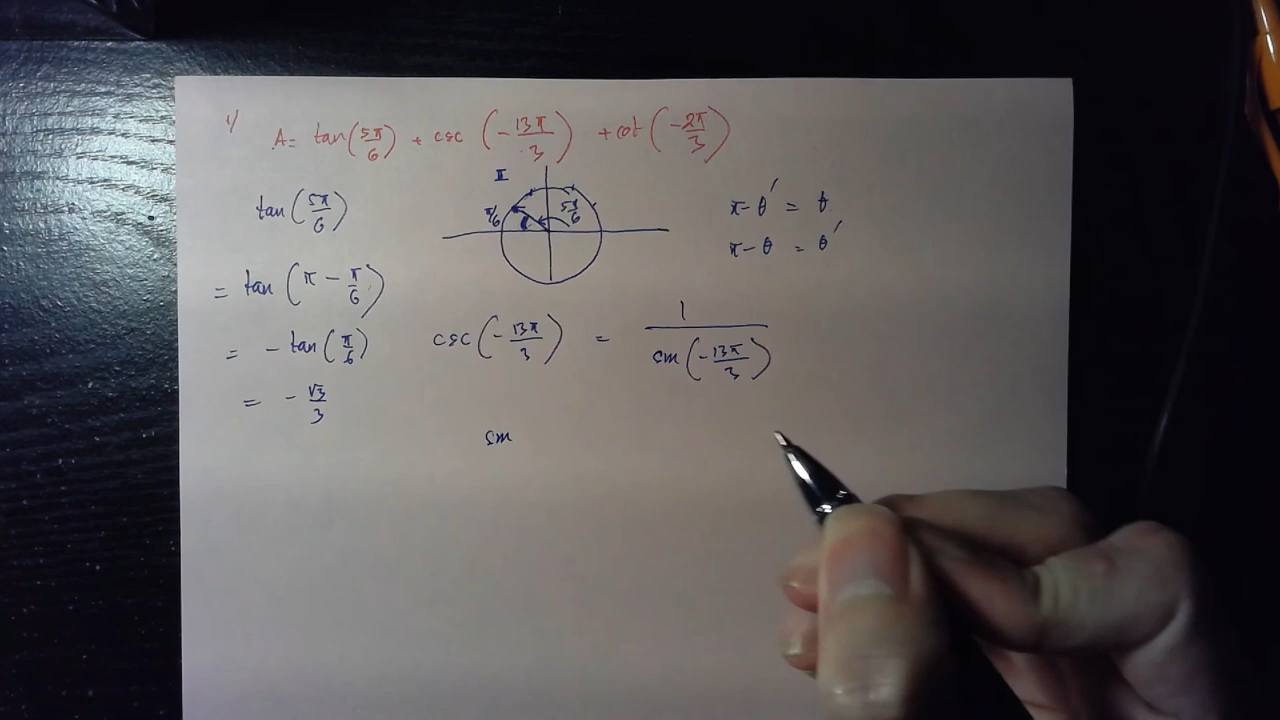 1) A= tan(5π/6) + csc (-13π/3) + cot (-2π/3)
II
tan(5π/6)
π/6
5π/6
π-θ' = θ
π-θ = θ'
= tan (π - π/6)
= -tan(π/6)
= -√3/3
csc(-13π/3) = 1/sin(-13π/3)
sin